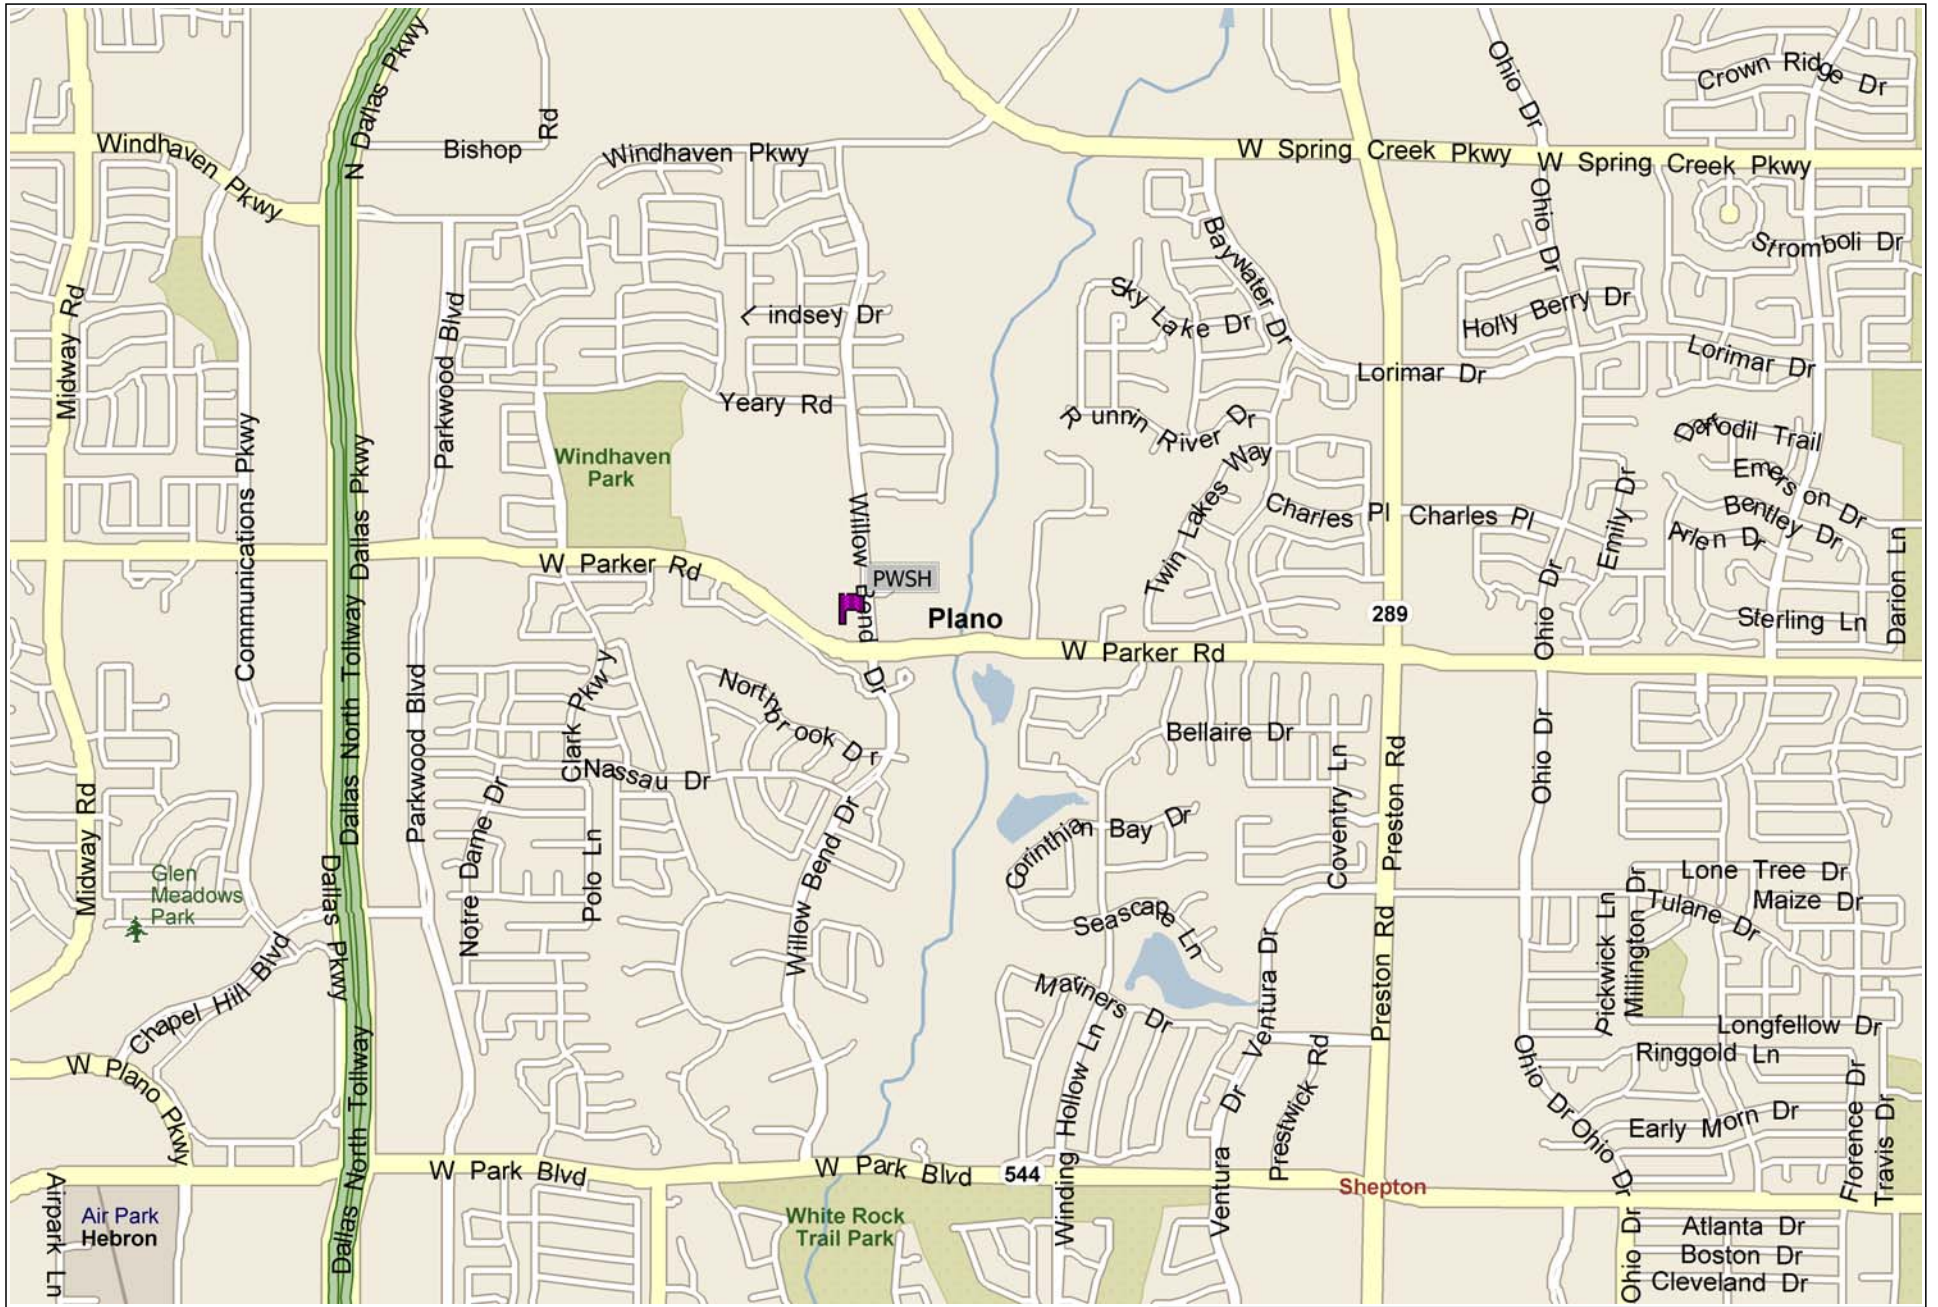 N Dallas Pkwy
Ohio Dr
Crown Ridge Dr
Windhaven Pkwy
Bishop Rd
Windhaven Pkwy
W Spring Creek Pkwy
W Spring Creek Pkwy
Ohio Dr
Stromboli Dr
Baywater Dr
Midway Rd
Parkwood Blvd
Lindsey Dr
Sky Lake Dr
Holly Berry Dr
Lorimar Dr
Lorimar Dr
Yeary Rd
Runnin River Dr
Daffodil Trail
Communications Pkwy
Dallas North Tollway
Dallas Pkwy
Windhaven
Park
Willow Bend Dr
Twin Lakes Way
Charles Pl
Charles Pl
Emily Dr
Emerson Dr
Bentley Dr
Arlen Dr
Darion Ln
W Parker Rd
PWSH
Plano
289
Ohio Dr
Sterling Ln
W Parker Rd
Parkwood Blvd
Clark Pkwy
Northbrook Dr
Bellaire Dr
Coventry Ln
Preston Rd
Ohio Dr
Midway Rd
Nassau Dr
Notre Dame Dr
Polo Ln
Willow Bend Dr
Corinthian Bay Dr
Glen
Meadows
Park
Dallas Pkwy
Seascape Ln
Lone Tree Dr
Maize Dr
Tulane Dr
Pickwick Ln
Millington Dr
Chapel Hill Blvd
Mariners Dr
Ventura Dr
Preston Rd
Longfellow Dr
Ringgold Ln
W Plano Pkwy
Dallas North Tollway
Winding Hollow Ln
Ventura Dr
Prestwick Rd
Ohio Dr
Ohio Dr
Early Morn Dr
Florence Dr
Travis Dr
W Park Blvd
W Park Blvd
544
Shepton
Airpark Ln
Air Park
Hebron
White Rock
Trail Park
Ohio Dr
Atlanta Dr
Boston Dr
Cleveland Dr